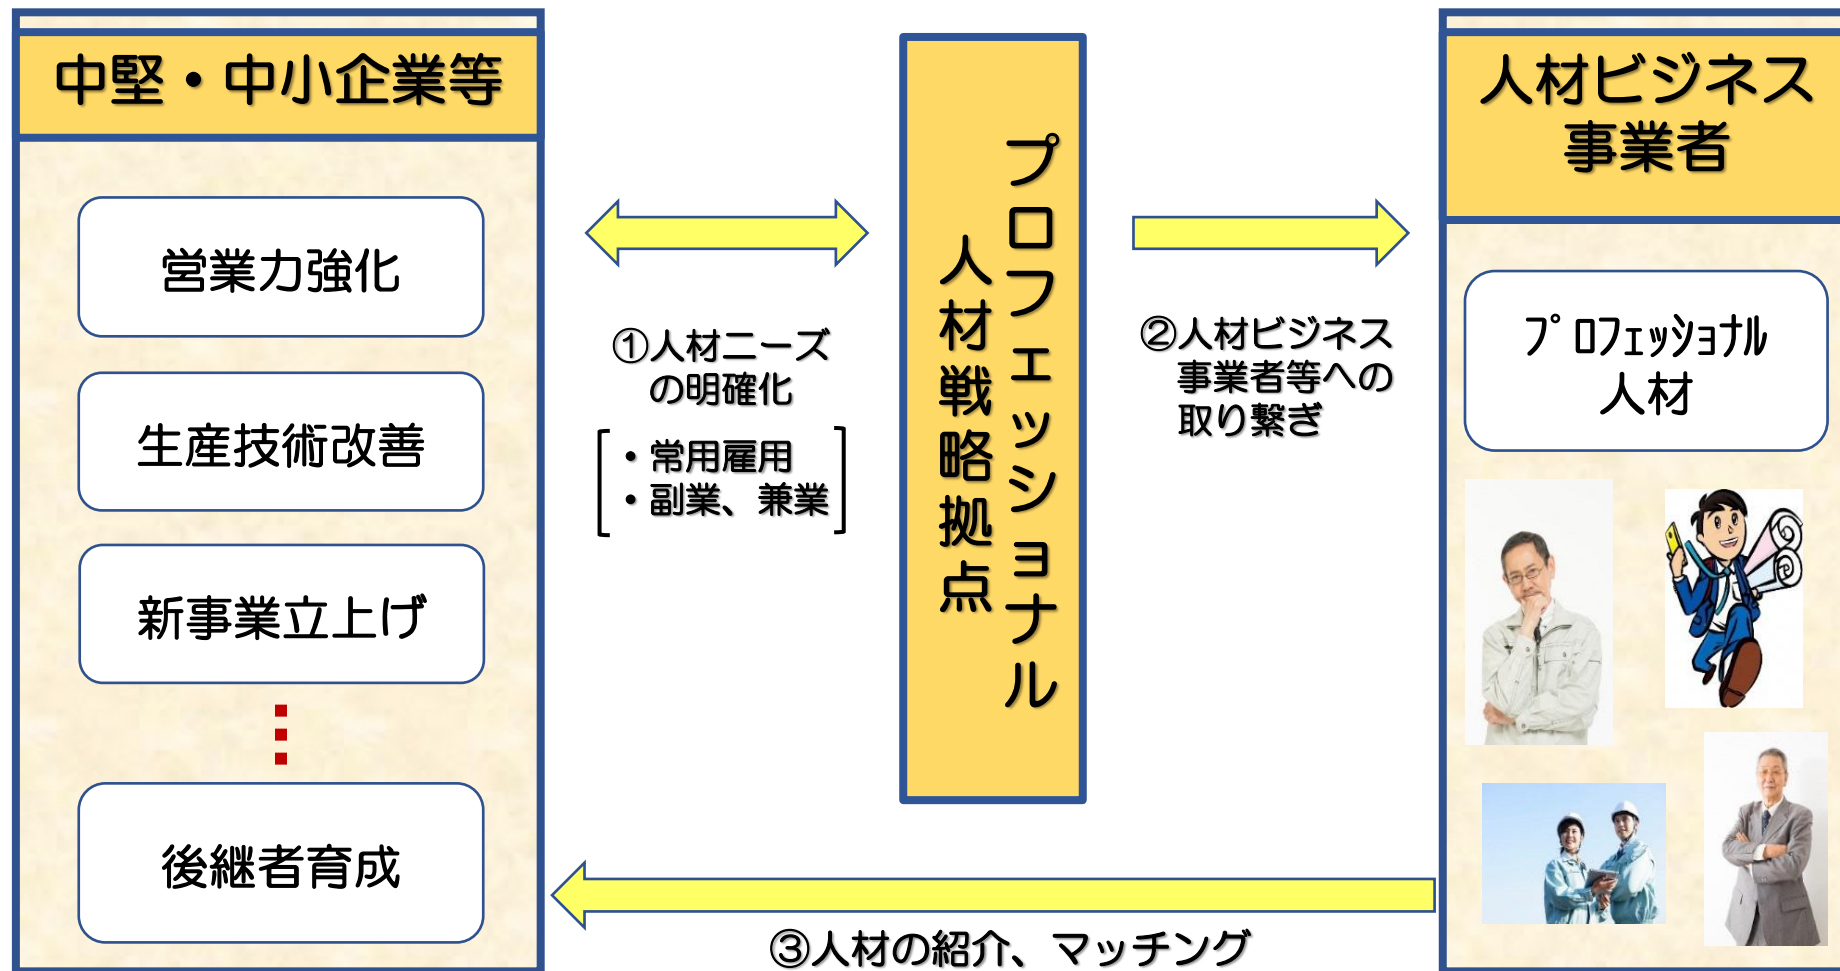 中堅・中小企業等
営業力強化
生産技術改善
新事業立上げ
後継者育成
①人材ニーズ
の明確化
・常用雇用
・副業、兼業
プロフェッショナル
人材戦略拠点
②人材ビジネス
事業者等への
取り繋ぎ
人材ビジネス
事業者
ﾌﾟﾛﾌｪｯｼｮﾅﾙ
人材
③人材の紹介、マッチング